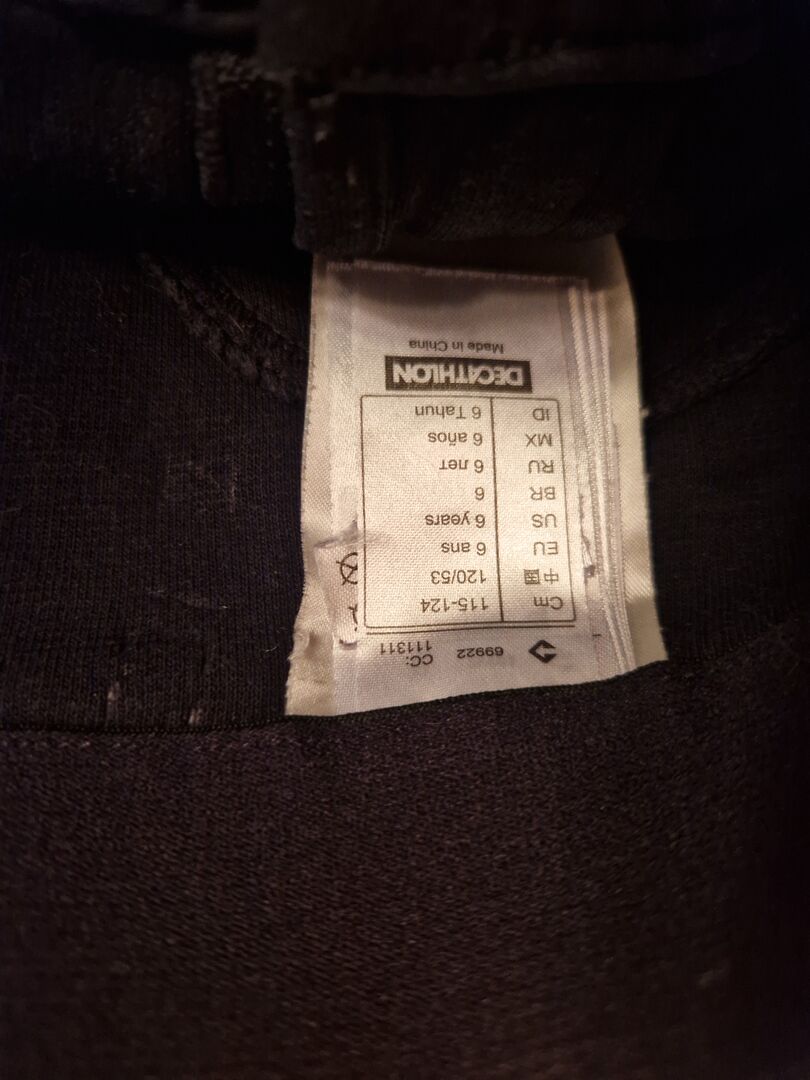 69922
CC:
111311
Cm 115-124
中国 120/53
EU 6 ans
US 6 years
BR 6
RU 6 лет
MX 6 años
ID 6 Tahun
DECATHLON
Made in China